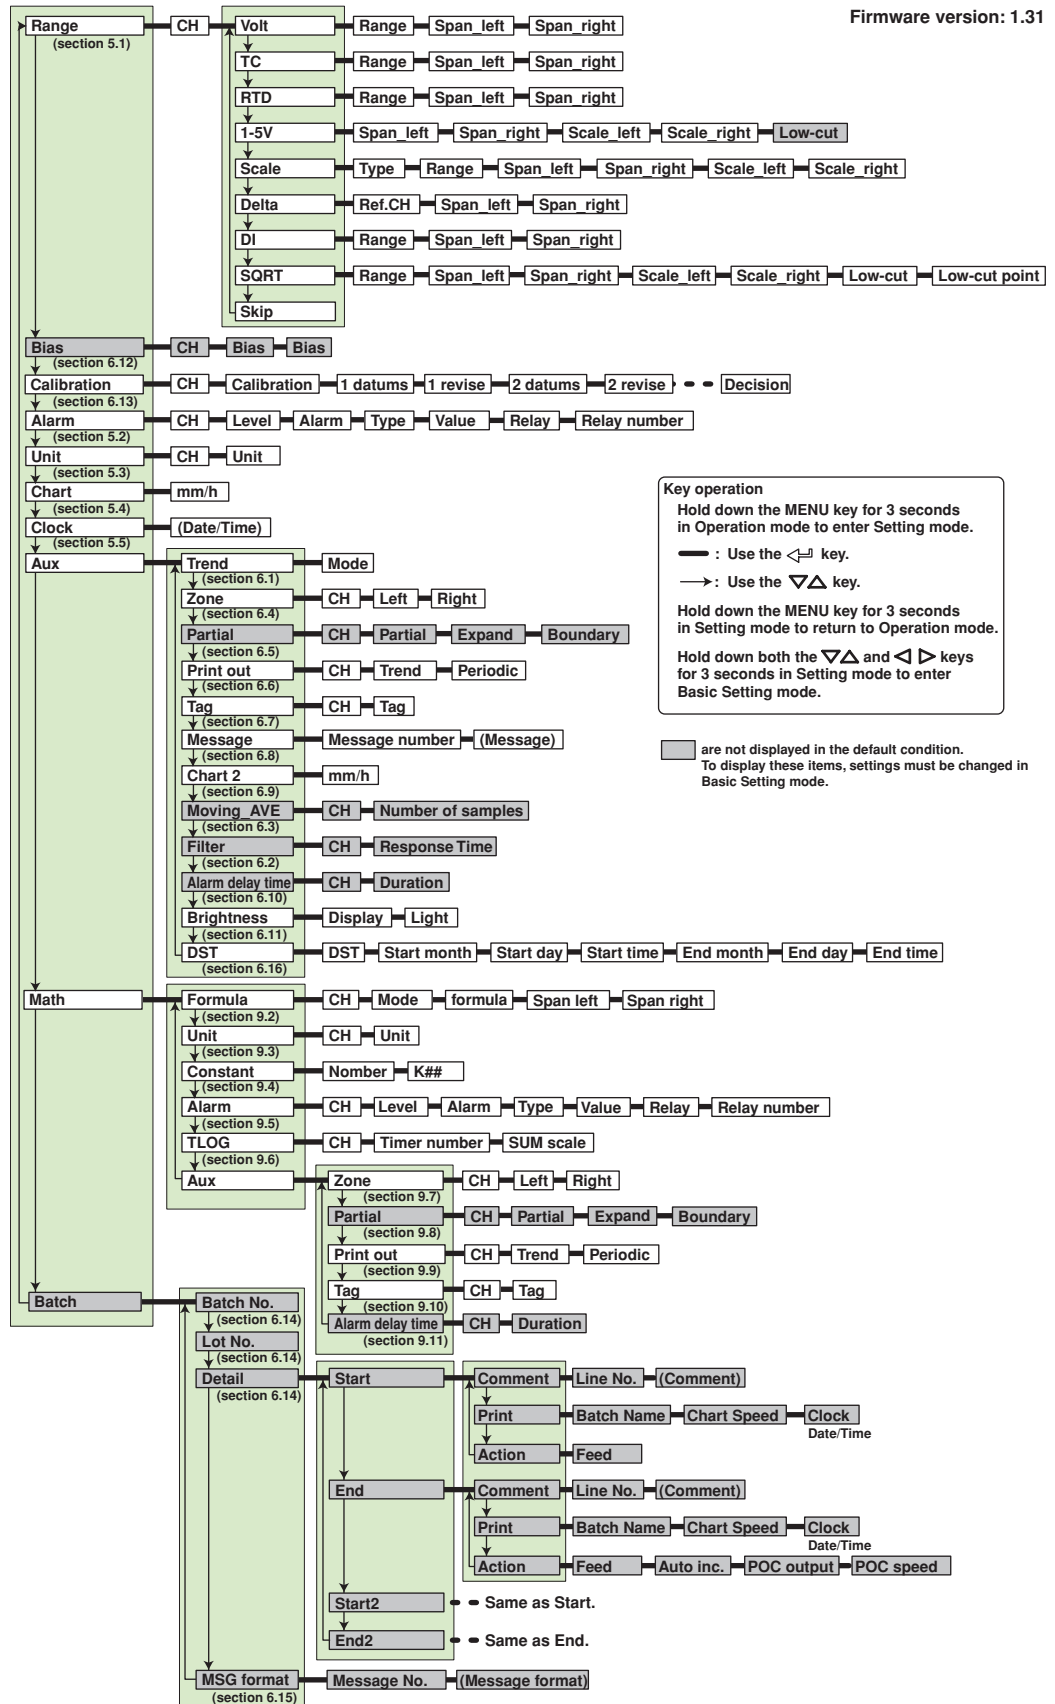 Firmware version: 1.31
Range CH Volt Range Span_left Span_right
(section 5.1)
TC Range Span_left Span_right
RTD Range Span_left Span_right
1-5V Span_left Span_right Scale_left Scale_right Low-cut
Scale Type Range Span_left Span_right Scale_left Scale_right
Delta Ref.CH Span_left Span_right
DI Range Span_left Span_right
SQRT Range Span_left Span_right Scale_left Scale_right Low-cut Low-cut point
Skip
Bias CH Bias Bias
(section 6.12)
Calibration CH Calibration 1 datums 1 revise 2 datums 2 revise Decision
(section 6.13)
Alarm CH Level Alarm Type Value Relay Relay number
(section 5.2)
Unit CH Unit
(section 5.3)
Chart mm/h
(section 5.4)
Clock (Date/Time)
(section 5.5)
Key operation
Hold down the MENU key for 3 seconds
in Operation mode to enter Setting mode.
: Use the key.
: Use the ▽△ key.
Hold down the MENU key for 3 seconds
in Setting mode to return to Operation mode.
Hold down both the ▽△ and ◁ ▷ keys
for 3 seconds in Setting mode to enter
Basic Setting mode.
are not displayed in the default condition.
To display these items, settings must be changed in
Basic Setting mode.
Aux Trend Mode
(section 6.1)
Zone CH Left Right
(section 6.4)
Partial CH Partial Expand Boundary
(section 6.5)
Print out CH Trend Periodic
(section 6.6)
Tag CH Tag
(section 6.7)
Message Message number (Message)
(section 6.8)
Chart 2 mm/h
(section 6.9)
Moving_AVE CH Number of samples
(section 6.3)
Filter CH Response Time
(section 6.2)
Alarm delay time CH Duration
(section 6.10)
Brightness Display Light
(section 6.11)
DST DST Start month Start day Start time End month End day End time
(section 6.16)
Math Formula CH Mode formula Span left Span right
(section 9.2)
Unit CH Unit
(section 9.3)
Constant Nomber K##
(section 9.4)
Alarm CH Level Alarm Type Value Relay Relay number
(section 9.5)
TLOG CH Timer number SUM scale
(section 9.6)
Aux Zone CH Left Right
(section 9.7)
Partial CH Partial Expand Boundary
(section 9.8)
Print out CH Trend Periodic
(section 9.9)
Tag CH Tag
(section 9.10)
Alarm delay time CH Duration
(section 9.11)
Batch Batch No.
(section 6.14)
Lot No.
(section 6.14)
Detail Start Comment Line No. (Comment)
(section 6.14)
Print Batch Name Chart Speed Clock
Date/Time
Action Feed
End Comment Line No. (Comment)
Print Batch Name Chart Speed Clock
Date/Time
Action Feed Auto inc. POC output POC speed
Start2 Same as Start.
End2 Same as End.
MSG format Message No. (Message format)
(section 6.15)